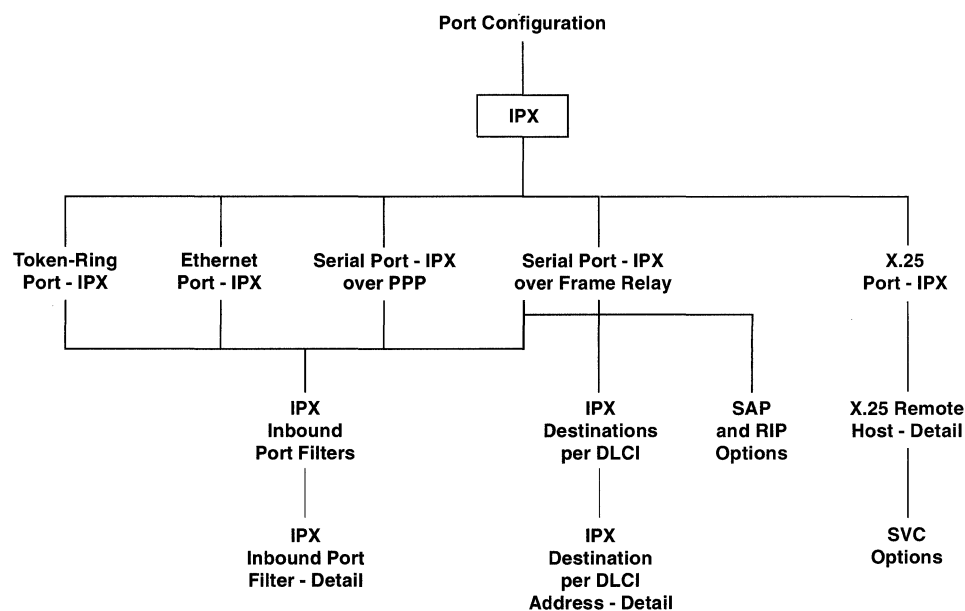 Port Configuration
IPX
Token-Ring
Port - IPX
Ethernet
Port - IPX
Serial Port - IPX
over PPP
Serial Port - IPX
over Frame Relay
X.25
Port - IPX
IPX
Inbound
Port Filters
IPX
Destinations
per DLCI
SAP
and RIP
Options
X.25 Remote
Host - Detail
IPX
Inbound Port
Filter - Detail
IPX
Destination
per DLCI
Address - Detail
SVC
Options